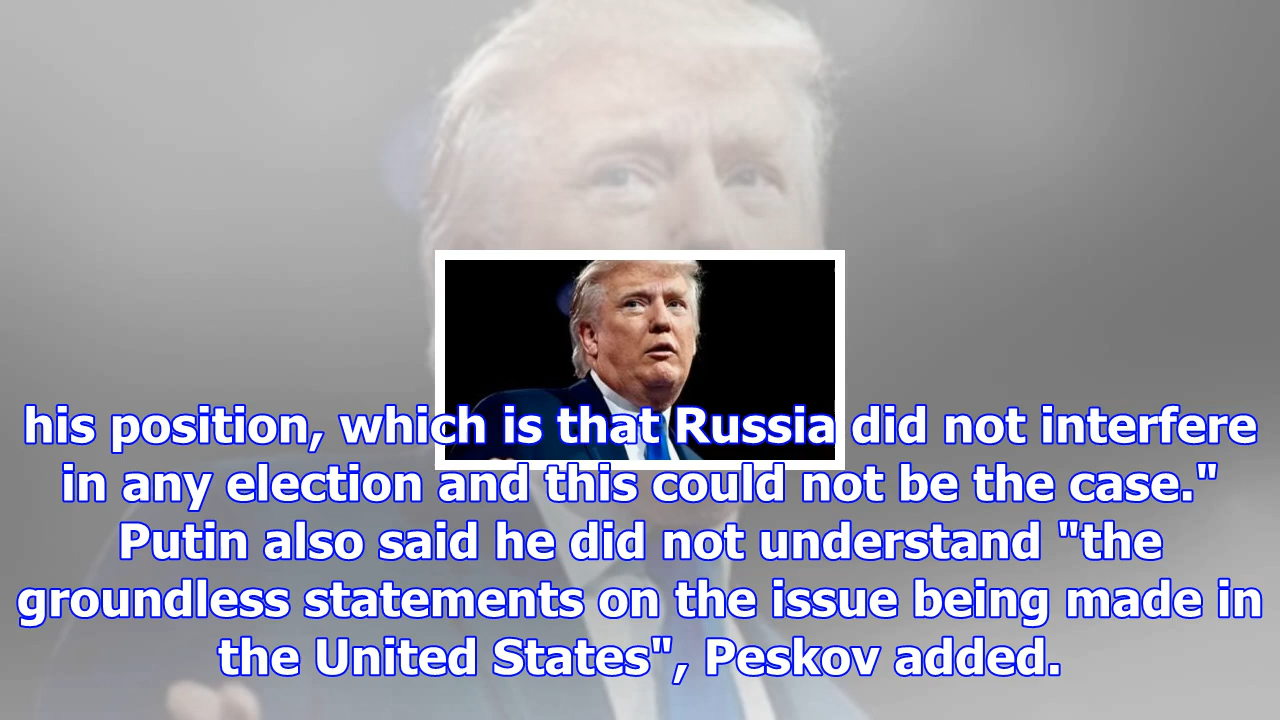 his position, which is that Russia did not interfere
in any election and this could not be the case."
Putin also said he did not understand "the
groundless statements on the issue being made in
the United States", Peskov added.